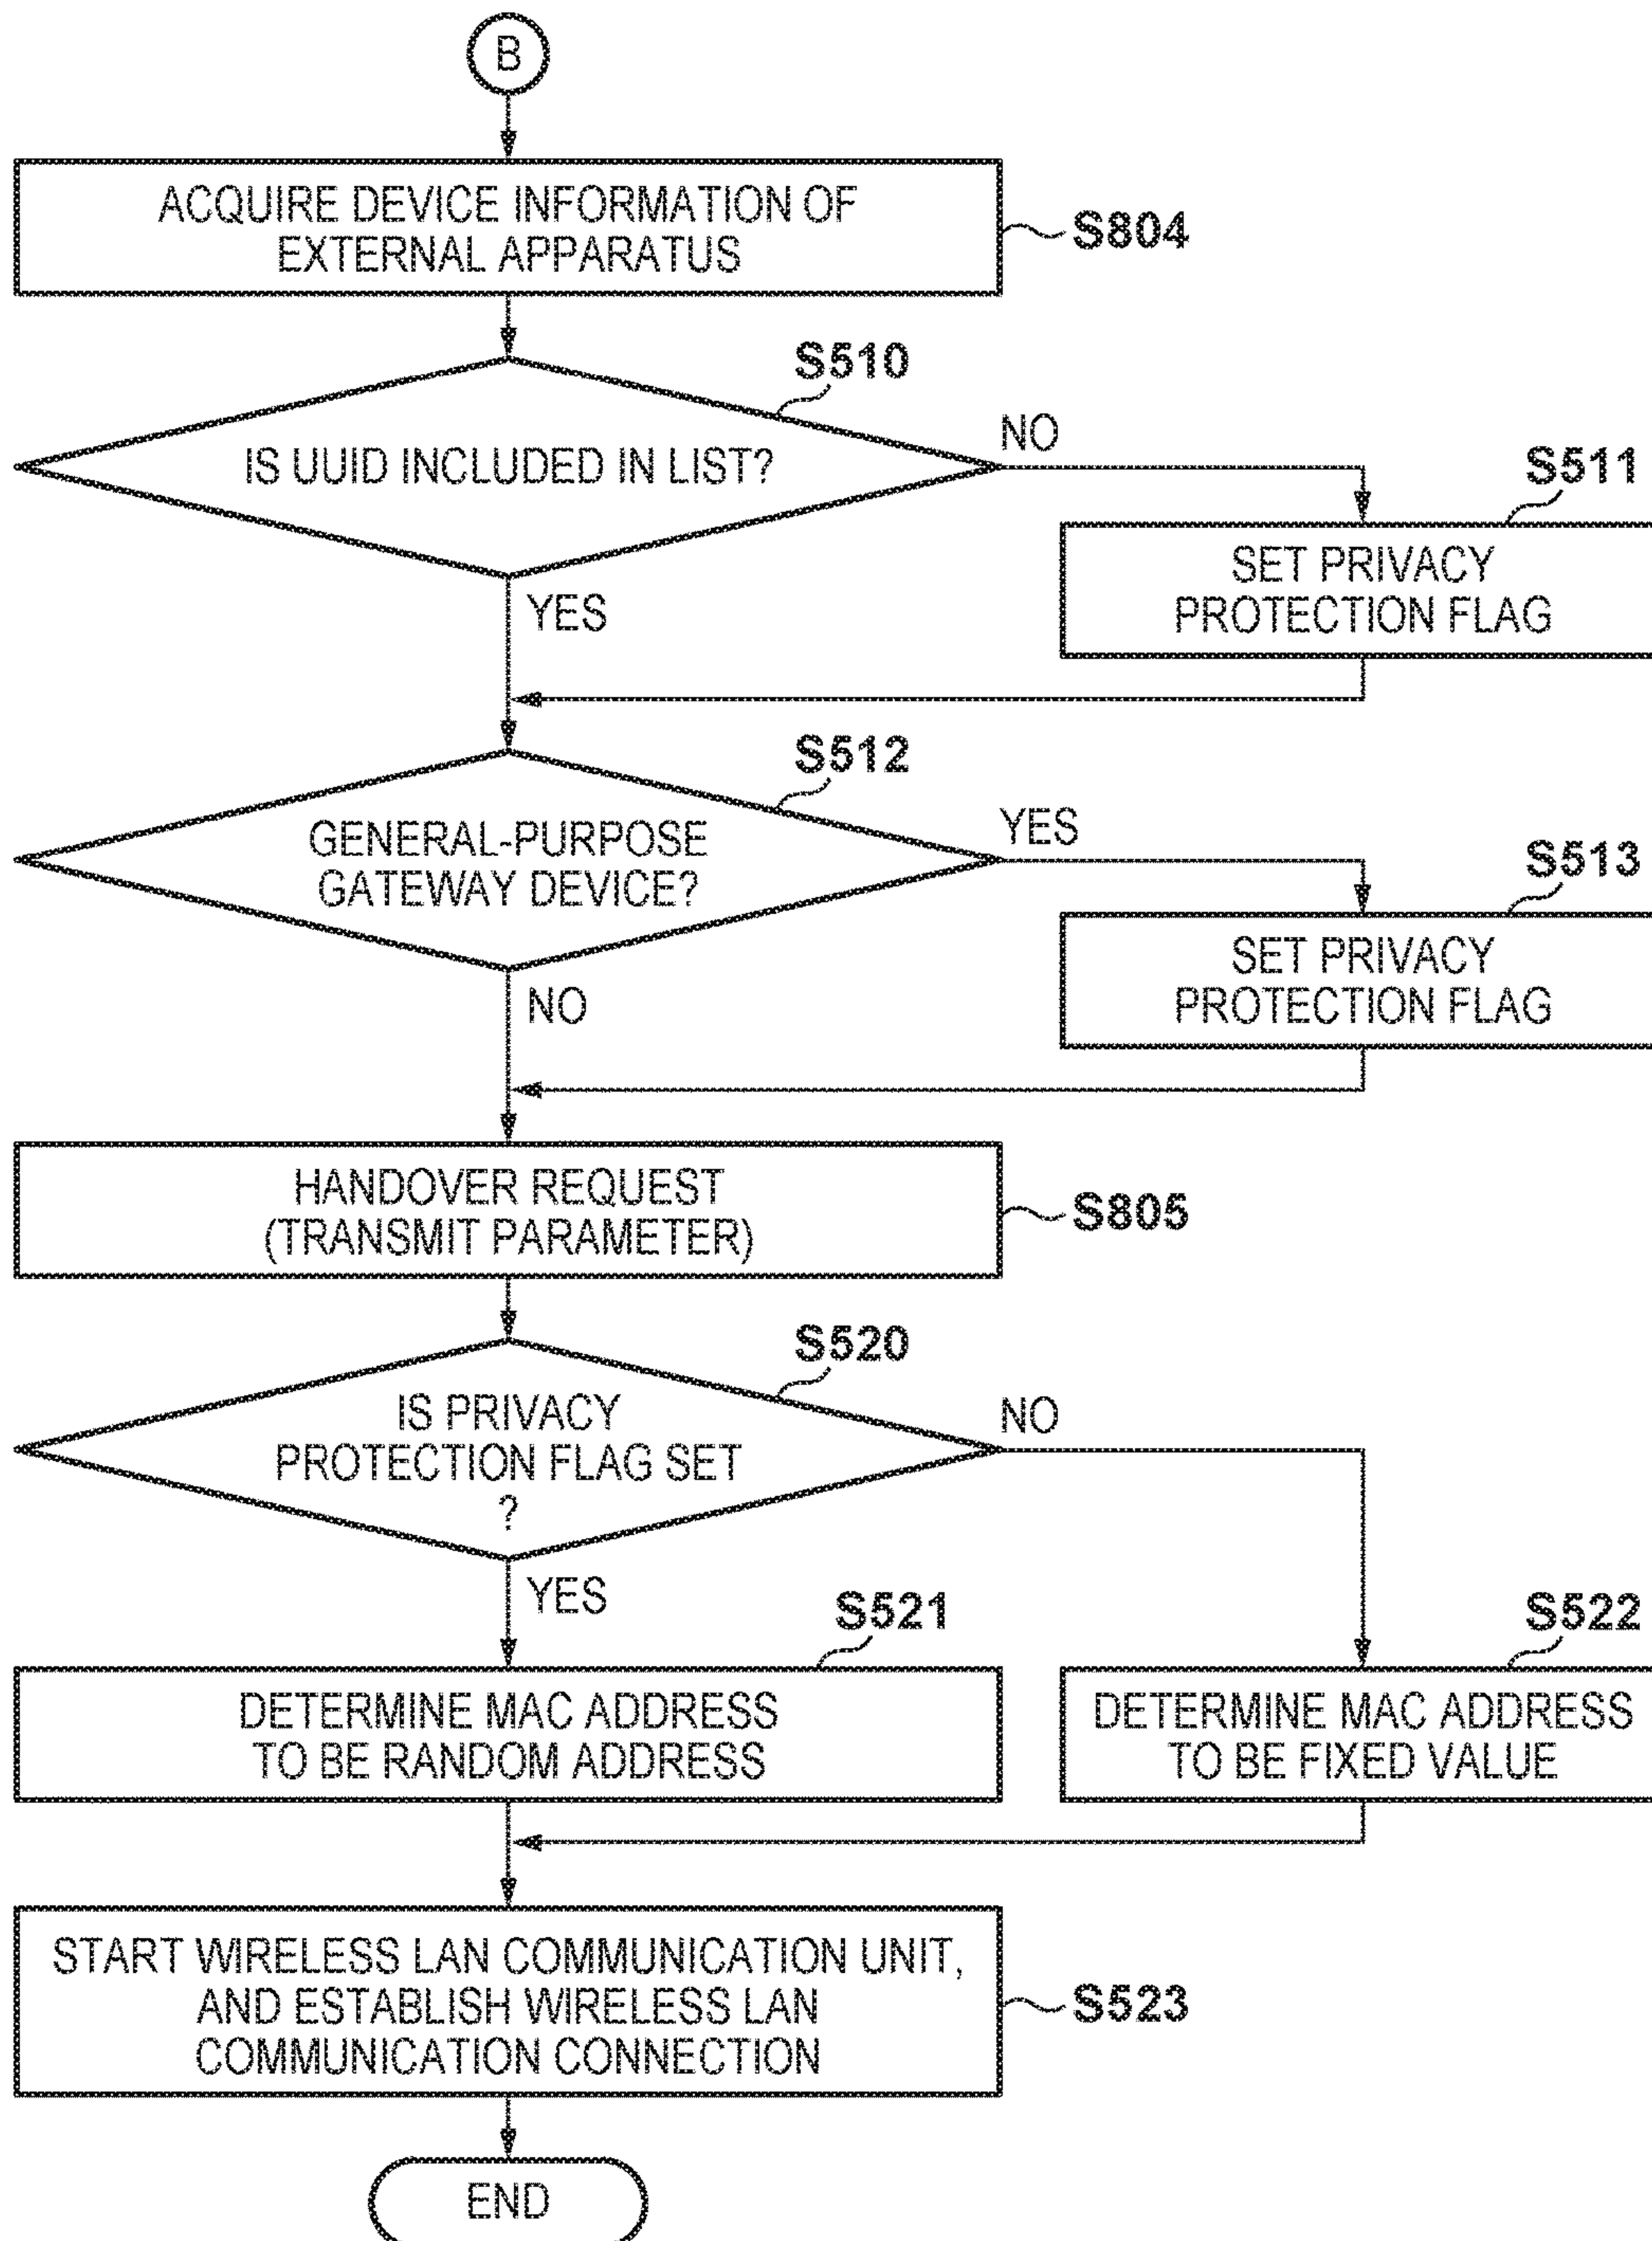 B
ACQUIRE DEVICE INFORMATION OF
EXTERNAL APPARATUS
S804
S510
IS UUID INCLUDED IN LIST?
NO
S511
SET PRIVACY
PROTECTION FLAG
YES
S512
GENERAL-PURPOSE
GATEWAY DEVICE?
YES
S513
SET PRIVACY
PROTECTION FLAG
NO
HANDOVER REQUEST
(TRANSMIT PARAMETER)
S805
S520
IS PRIVACY
PROTECTION FLAG SET
?
NO
YES
S521
DETERMINE MAC ADDRESS
TO BE RANDOM ADDRESS
S522
DETERMINE MAC ADDRESS
TO BE FIXED VALUE
START WIRELESS LAN COMMUNICATION UNIT,
AND ESTABLISH WIRELESS LAN
COMMUNICATION CONNECTION
S523
END